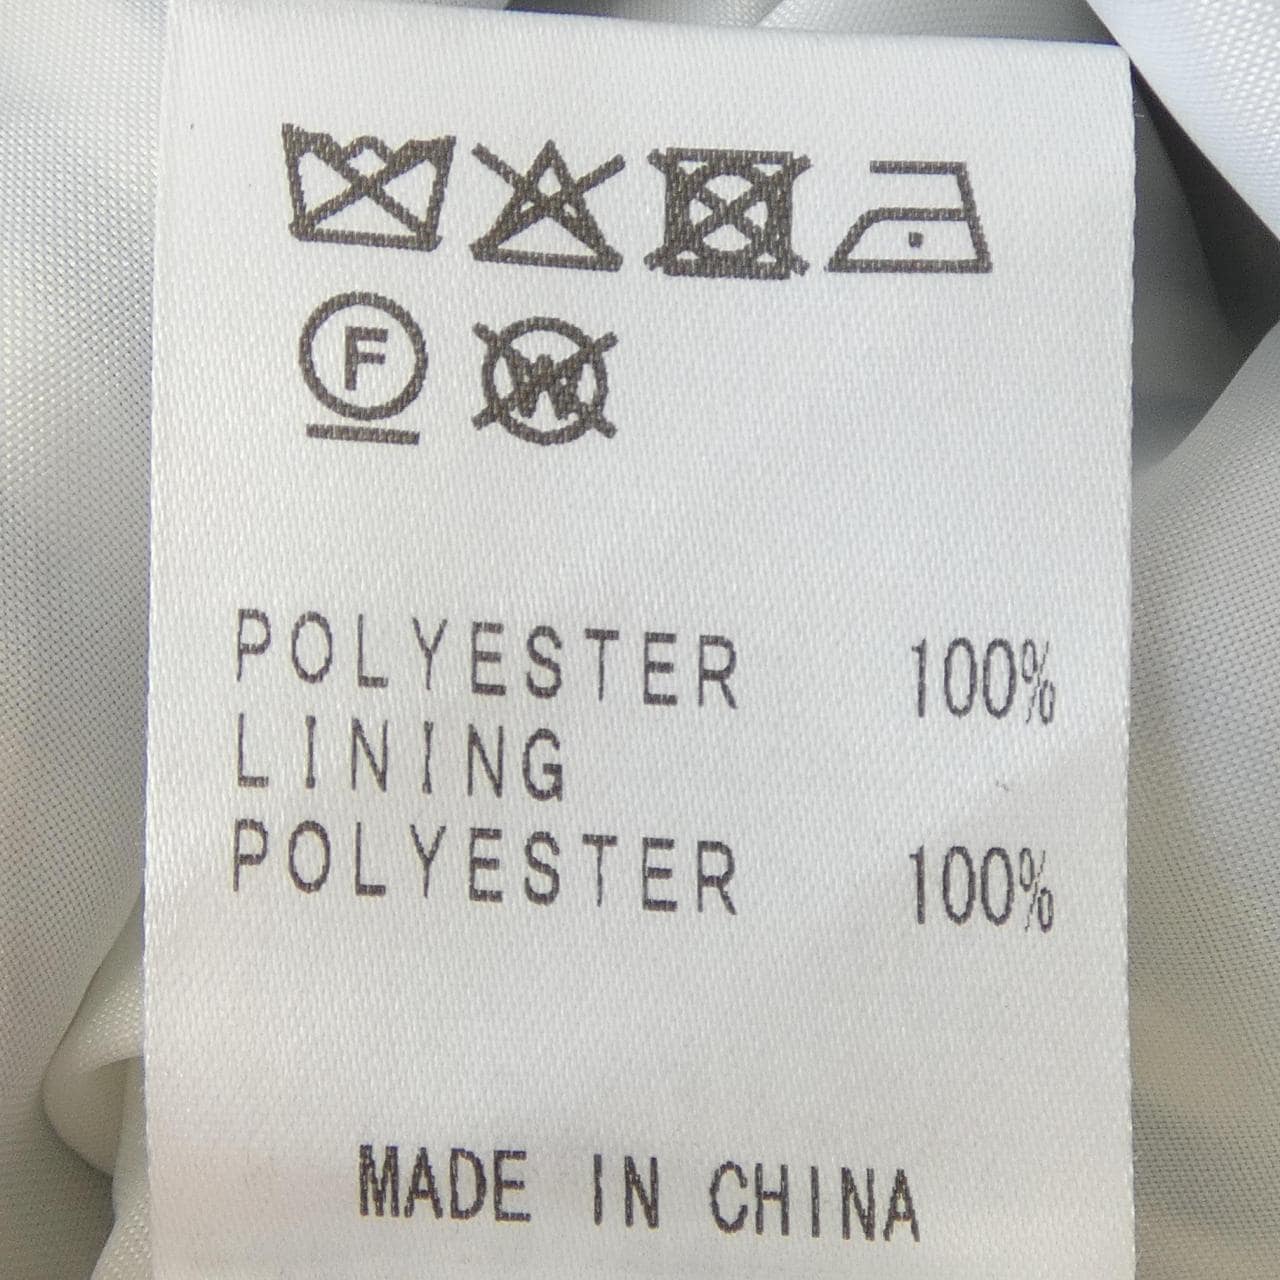 F W
POLYESTER 100%
LINING
POLYESTER 100%
MADE IN CHINA